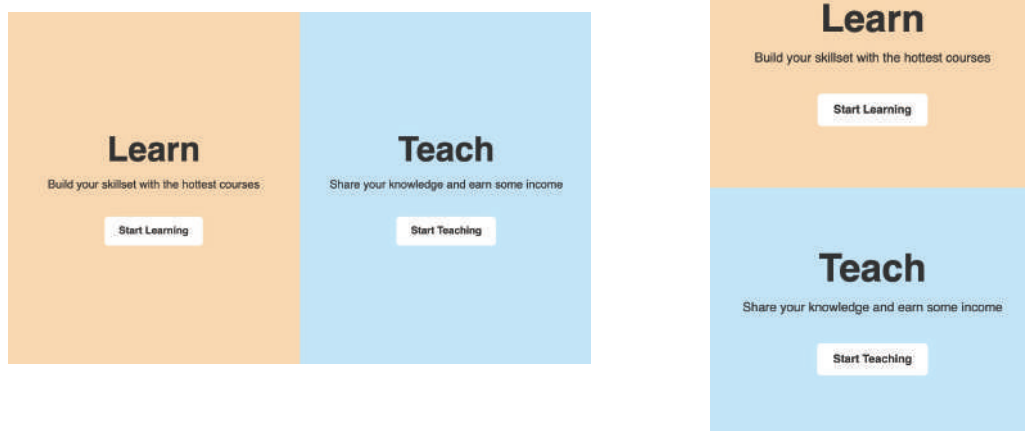 Learn
Build your skillset with the hottest courses
Start Learning
Teach
Share your knowledge and earn some income
Start Teaching
Learn
Build your skillset with the hottest courses
Start Learning
Teach
Share your knowledge and earn some income
Start Teaching